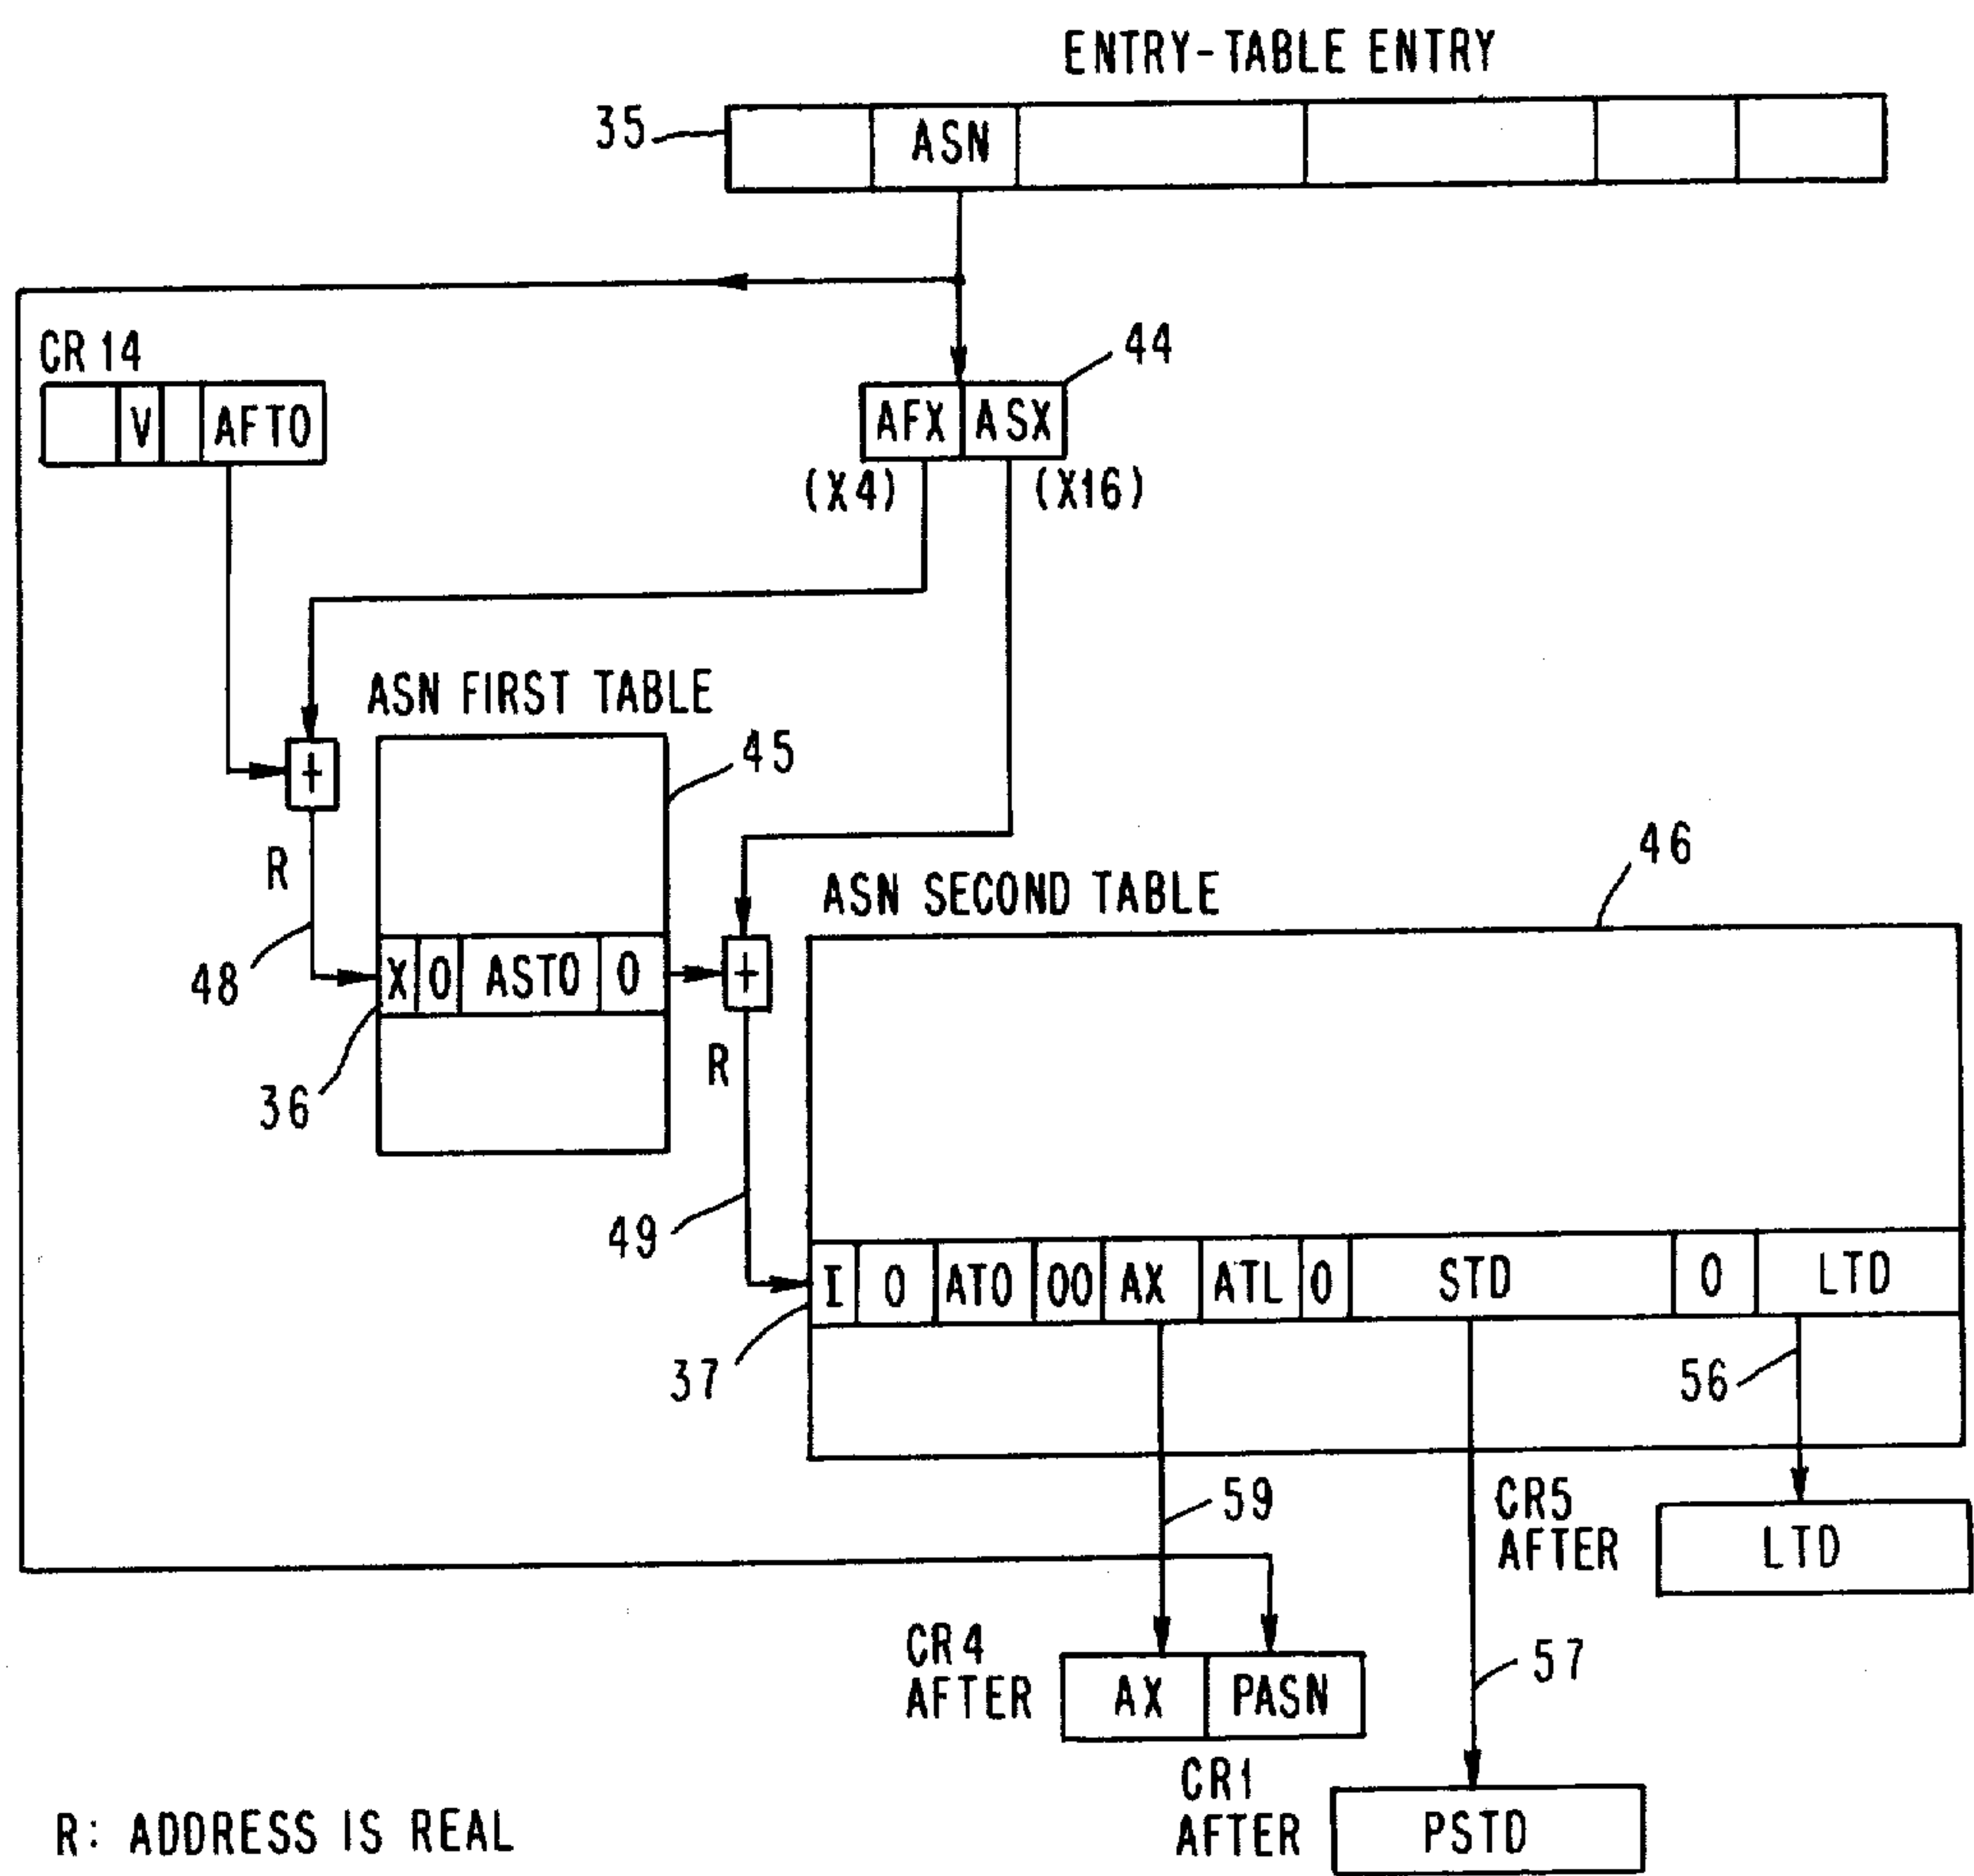 ENTRY-TABLE ENTRY
35
ASN
CR 14
44
V AFTO
AFX ASX
(X4) (X16)
ASN FIRST TABLE
45
+
R
46
ASN SECOND TABLE
48
X 0 ASTO 0
+
R
36
49
I 0 ATO 00 AX ATL 0 STD 0 LTD
37
56
59
CR5
AFTER
LTD
CR4
AFTER
AX PASN
57
CR1
AFTER
PSTD
R: ADDRESS IS REAL